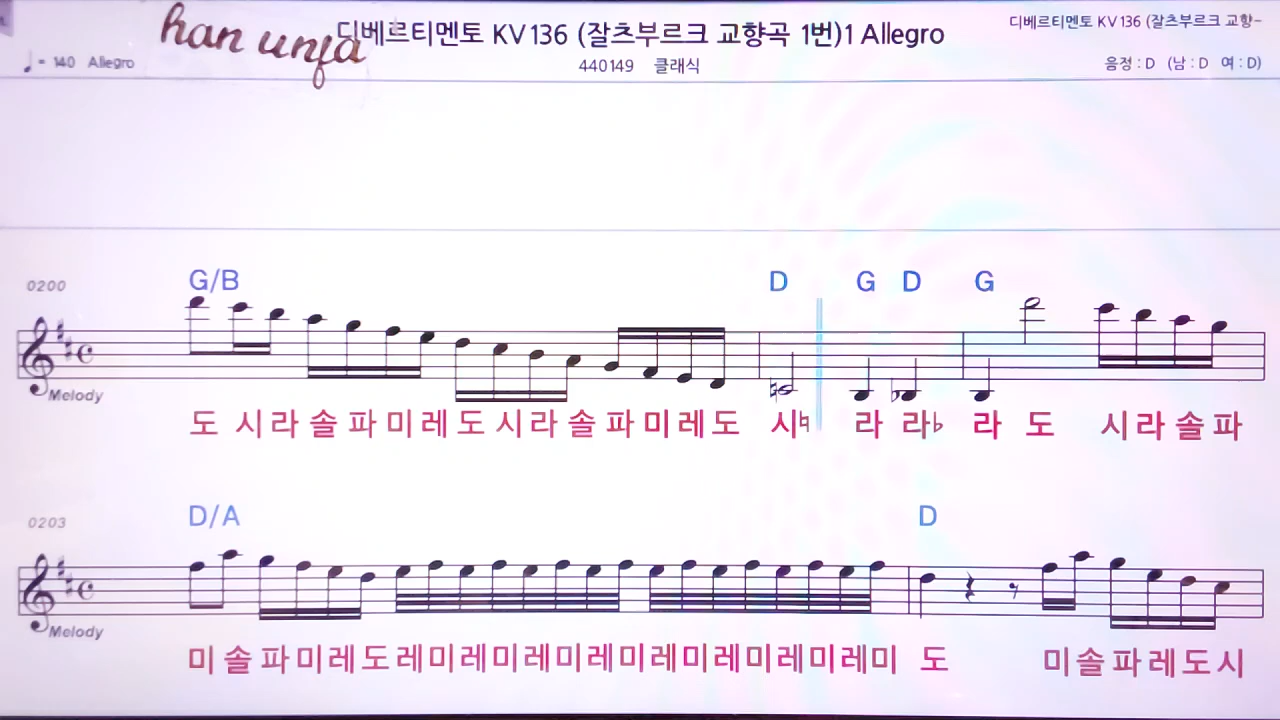 han unja
디베르티멘토 KV136 (잘츠부르크 교향곡 1번)1 Allegro
디베르티멘토 KV136 (잘츠부르크 교향-
♩= 140 Allegro
440149 클래식
음정 : D (남 : D 여 : D)
0200
G/B D G D G
Melody
도 시 라 솔 파 미 레 도 시 라 솔 파 미 레 도 시♮ 라 라♭ 라 도 시 라 솔 파
0203
D/A D
Melody
미 솔 파 미 레 도 레 미 레 미 레 미 레 미 레 미 레 미 레 미 레 미 도 미 솔 파 레 도 시